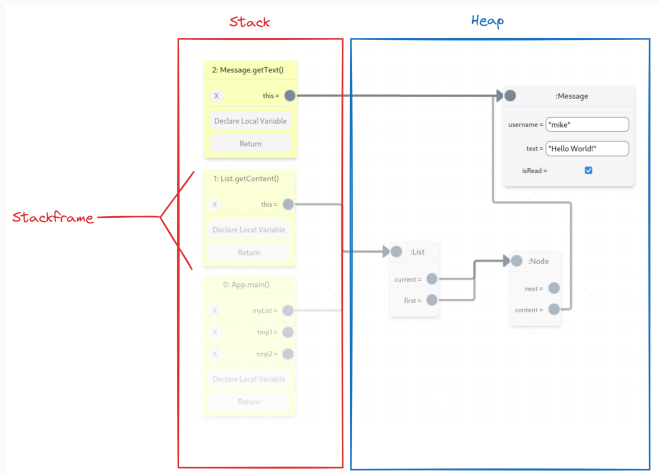 Stack
Heap
2: Message.getText()
X this =
Declare Local Variable
Return
:Message
username = "mike"
text = "Hello World!"
isRead =
Stackframe
1: List.getContent()
X this =
Declare Local Variable
Return
:List
current =
first =
:Node
next =
content =
0: App.main()
X myList =
X tmp1 =
X tmp2 =
Declare Local Variable
Return